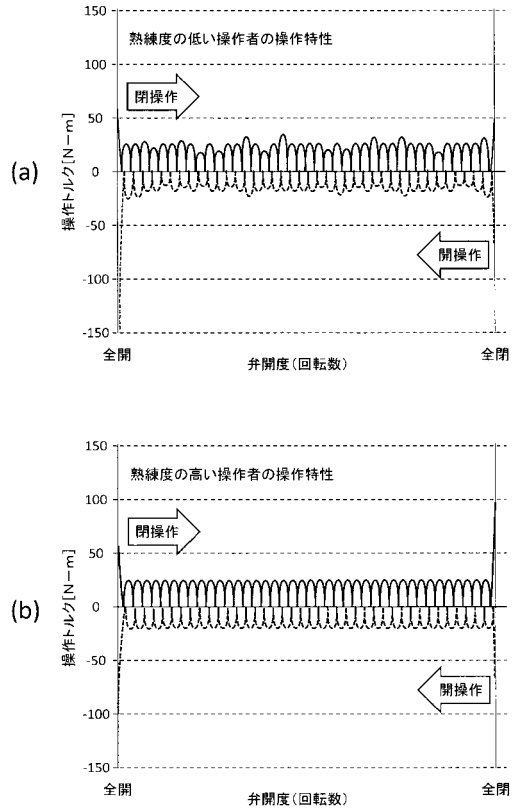 (a)
熟練度の低い操作者の操作特性
操作トルク[N−m]
150
100
50
0
-50
-100
-150
閉操作
開操作
全開
弁開度(回転数)
全閉
(b)
熟練度の高い操作者の操作特性
操作トルク[N−m]
150
100
50
0
-50
-100
-150
閉操作
開操作
全開
弁開度(回転数)
全閉